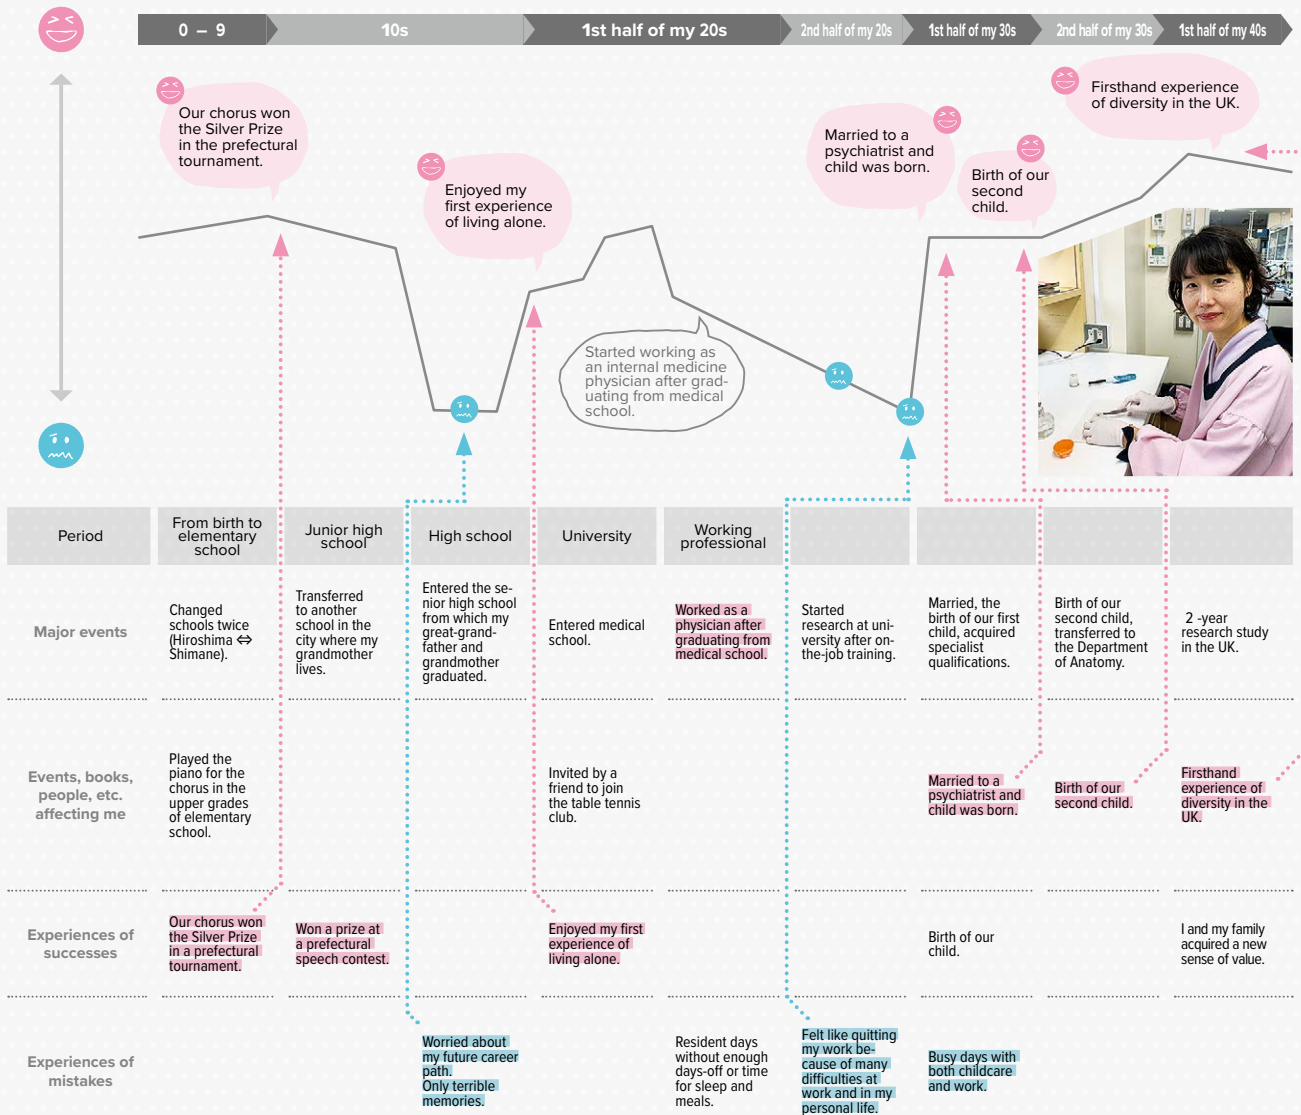 0 – 9
10s
1st half of my 20s
2nd half of my 20s
1st half of my 30s
2nd half of my 30s
1st half of my 40s
Our chorus won
the Silver Prize
in the prefectural
tournament.
Enjoyed my
first experience
of living alone.
Started working as
an internal medicine
physician after grad-
uating from medical
school.
Married to a
psychiatrist and
child was born.
Birth of our
second
child.
Firsthand experience
of diversity in the UK.
Period
From birth to
elementary
school
Junior high
school
High school
University
Working
professional
Major events
Changed
schools twice
(Hiroshima ⇔
Shimane).
Transferred
to another
school in the
city where my
grandmother
lives.
Entered the se-
nior high school
from which my
great-grand-
father and
grandmother
graduated.
Entered medical
school.
Worked as a
physician after
graduating from
medical school.
Started
research at uni-
versity after on-
the-job training.
Married, the
birth of our first
child, acquired
specialist
qualifications.
Birth of our
second child,
transferred to
the Department
of Anatomy.
2 -year
research study
in the UK.
Events, books,
people, etc.
affecting me
Played the
piano for the
chorus in the
upper grades
of elementary
school.
Invited by a
friend to join
the table tennis
club.
Married to a
psychiatrist and
child was born.
Birth of our
second child.
Firsthand
experience of
diversity in the
UK.
Experiences of
successes
Our chorus won
the Silver Prize
in a prefectural
tournament.
Won a prize at
a prefectural
speech contest.
Enjoyed my first
experience of
living alone.
Birth of our
child.
I and my family
acquired a new
sense of value.
Experiences of
mistakes
Worried about
my future career
path.
Only terrible
memories.
Resident days
without enough
days-off or time
for sleep and
meals.
Felt like quitting
my work be-
cause of many
difficulties at
work and in my
personal life.
Busy days with
both childcare
and work.